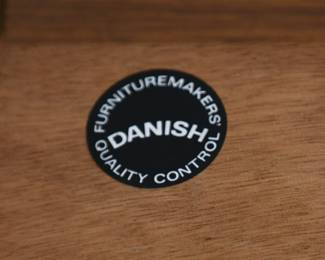 FURNITUREMAKERS'
DANISH
QUALITY CONTROL